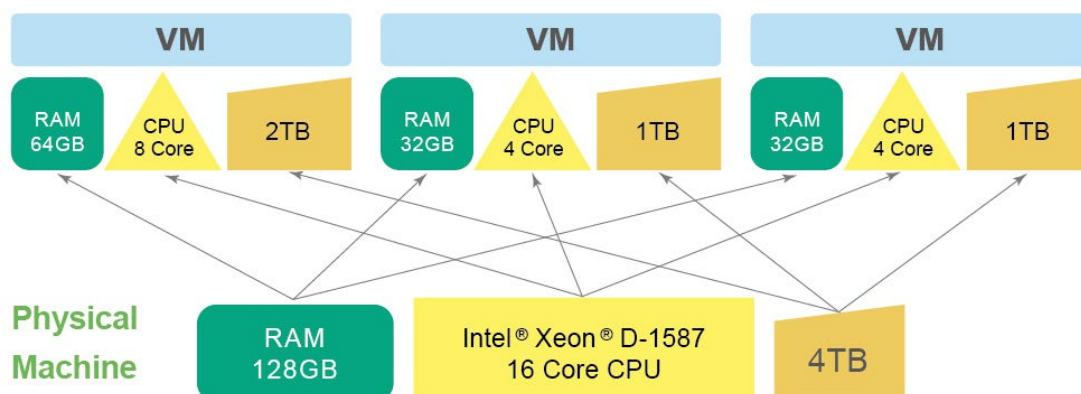 VM
VM
VM
RAM
64GB
CPU
8 Core
2TB
RAM
32GB
CPU
4 Core
1TB
RAM
32GB
CPU
4 Core
1TB
Physical
Machine
RAM
128GB
Intel® Xeon® D-1587
16 Core CPU
4TB